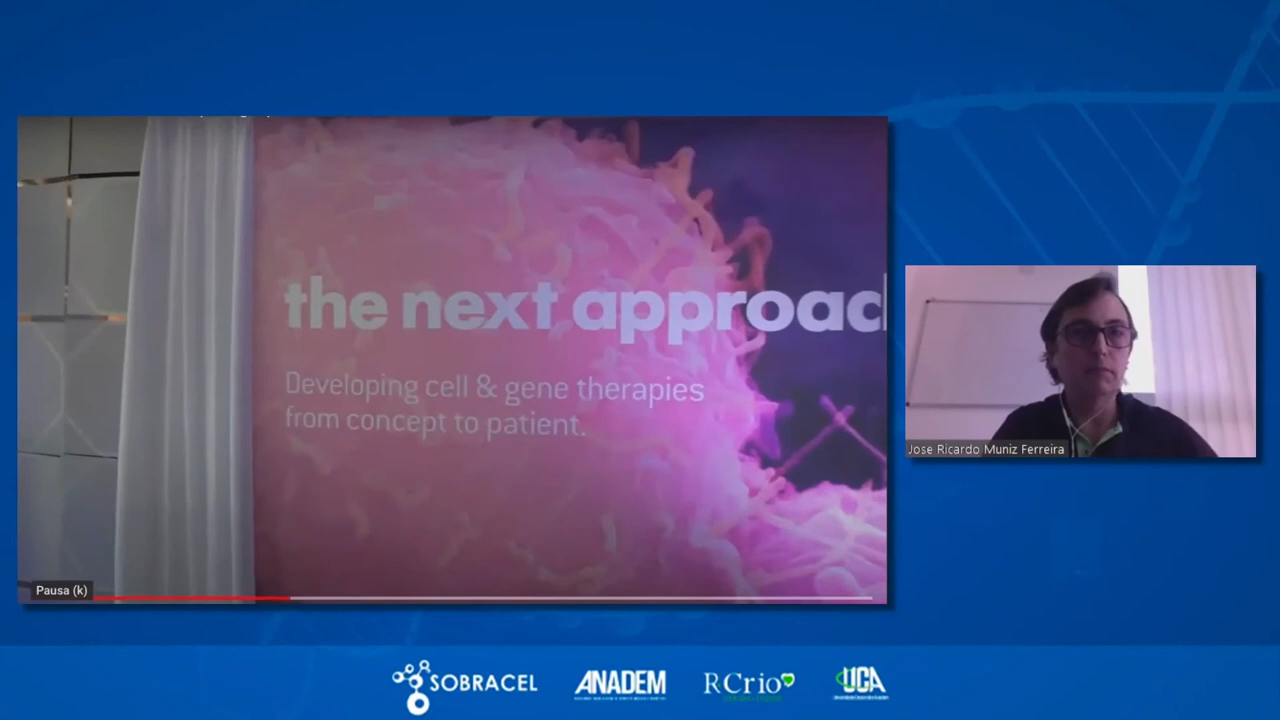 the next approac
Developing cell & gene therapies
from concept to patient.
Pausa (k)
Jose Ricardo Muniz Ferreira
SOBRACEL
ANADEM
RCrio
UCA